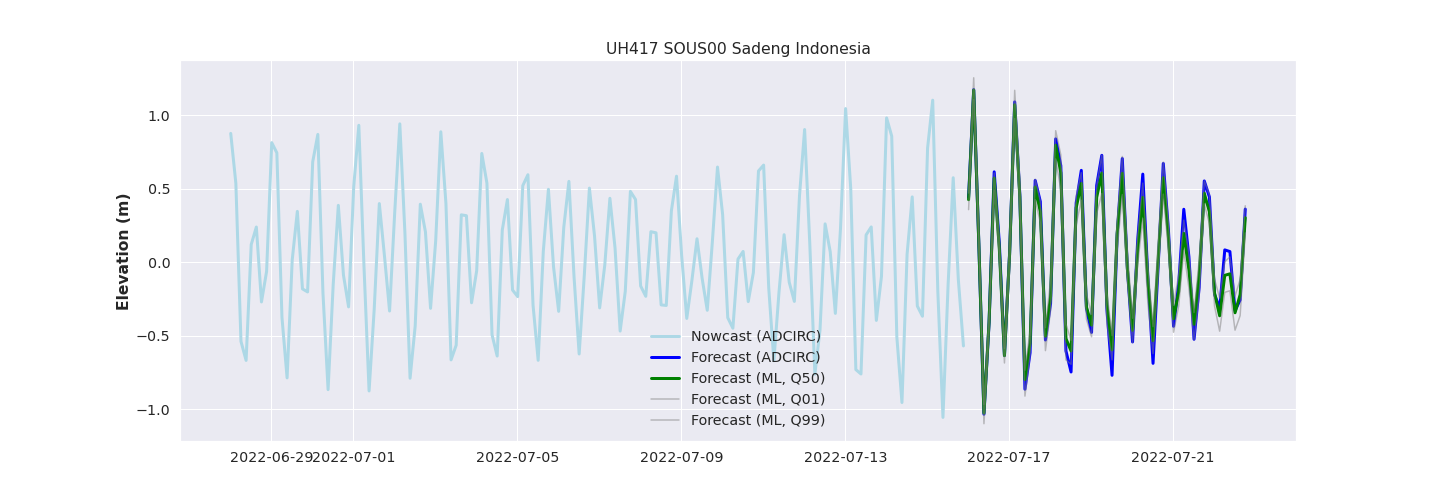 UH417 SOUS00 Sadeng Indonesia
Elevation (m)
1.0
0.5
0.0
−0.5
−1.0
Nowcast (ADCIRC)
Forecast (ADCIRC)
Forecast (ML, Q50)
Forecast (ML, Q01)
Forecast (ML, Q99)
2022-06-29 2022-07-01 2022-07-05 2022-07-09 2022-07-13 2022-07-17 2022-07-21